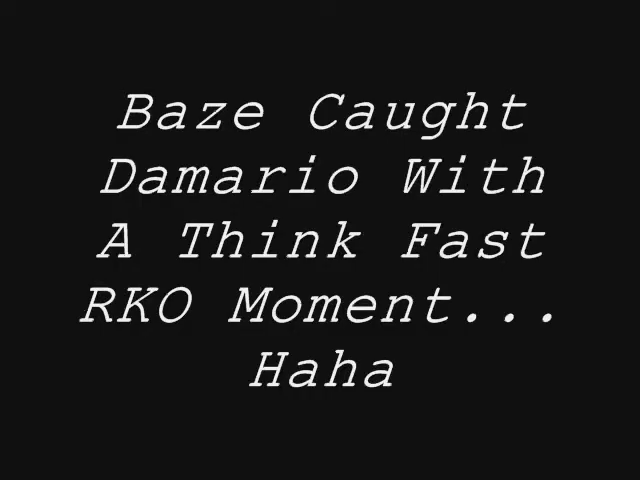 Baze Caught
Damario With
A Think Fast
RKO Moment...
Haha